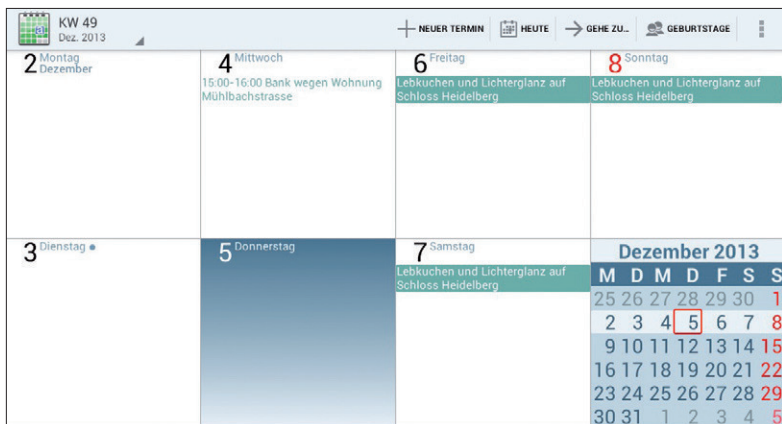 KW 49
Dez. 2013
NEUER TERMIN HEUTE GEHE ZU... GEBURTSTAGE
2 Montag
Dezember
4 Mittwoch
15:00-16:00 Bank wegen Wohnung
Mühlbachstrasse
6 Freitag
Lebkuchen und Lichterglanz auf
Schloss Heidelberg
8 Sonntag
Lebkuchen und Lichterglanz auf
Schloss Heidelberg
3 Dienstag
5 Donnerstag
7 Samstag
Lebkuchen und Lichterglanz auf
Schloss Heidelberg
Dezember 2013
M D M D F S S
25 26 27 28 29 30 1
2 3 4 5 6 7 8
9 10 11 12 13 14 15
16 17 18 19 20 21 22
23 24 25 26 27 28 29
30 31 1 2 3 4 5